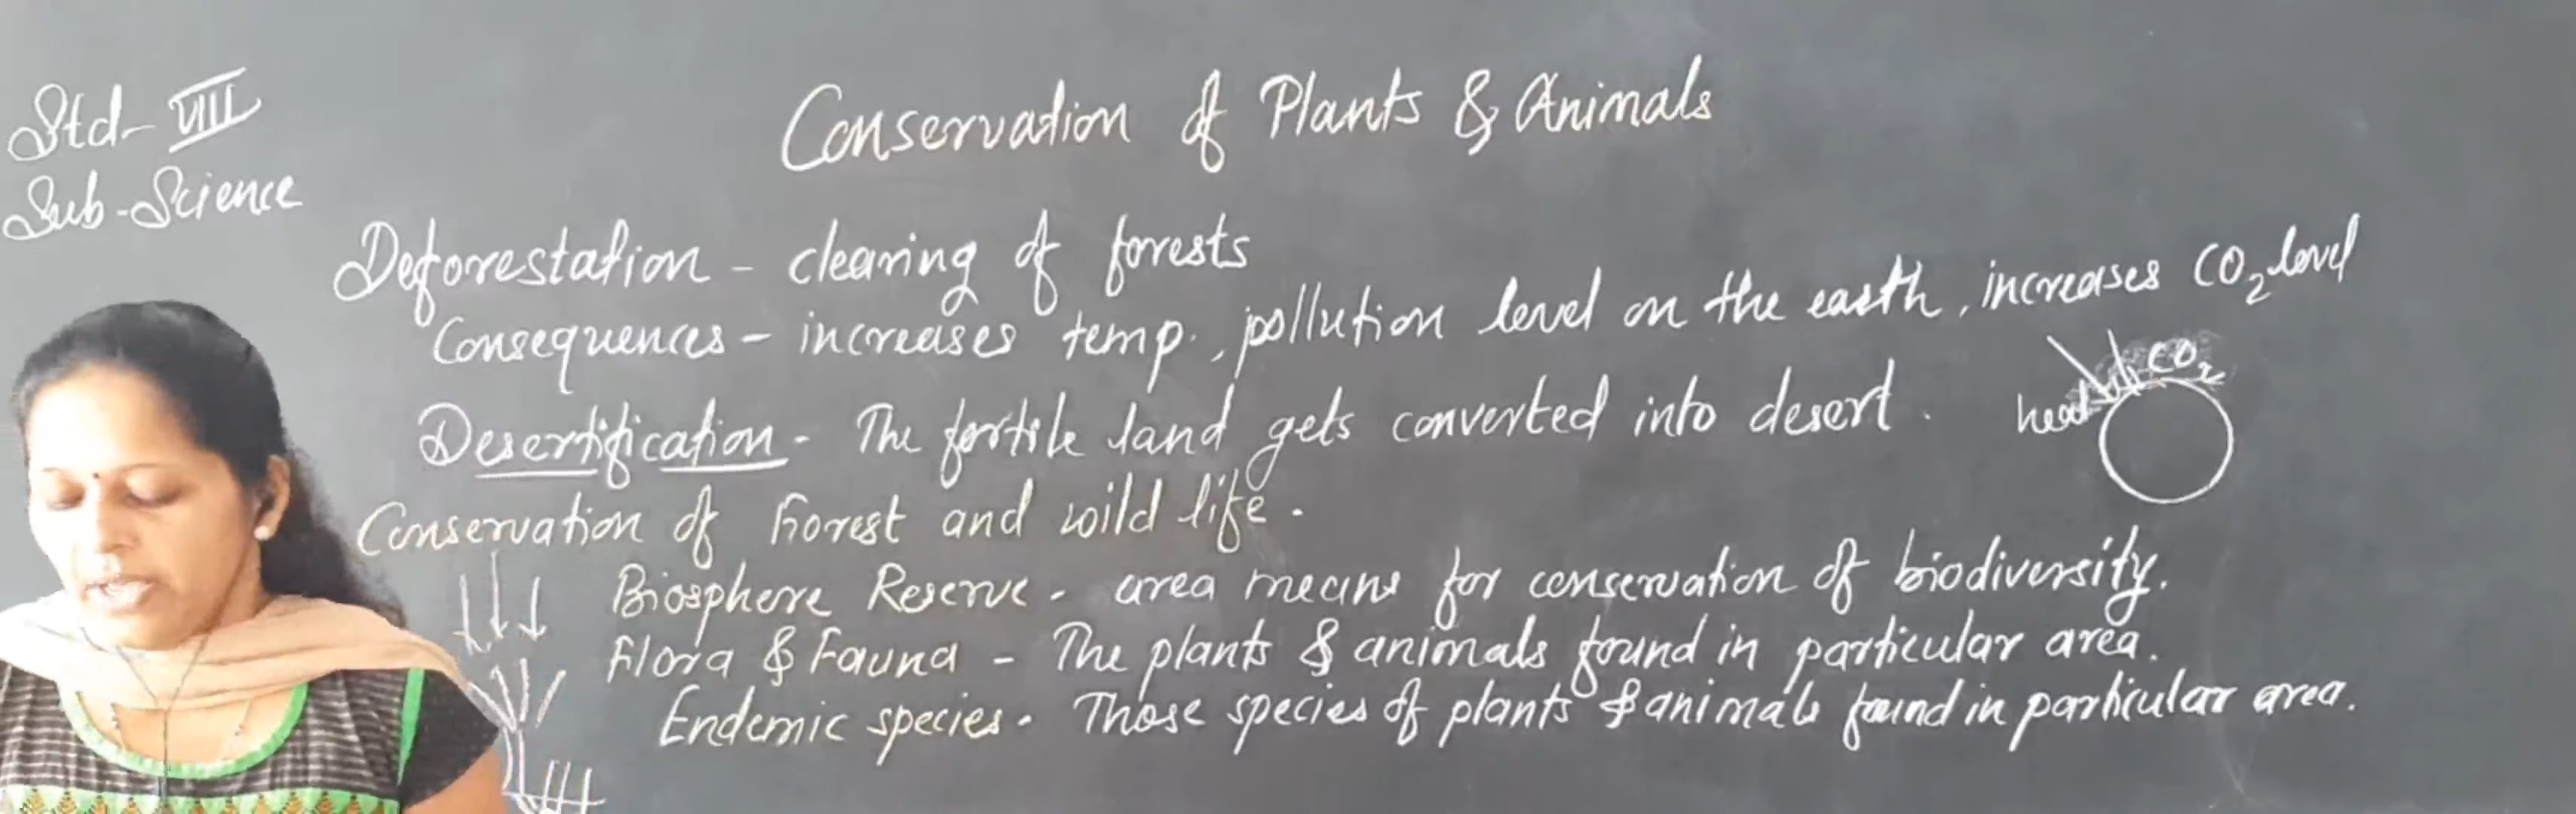 Std- VIII
Sub-Science
Conservation of Plants & Animals
Deforestation - clearing of forests
Consequences - increases temp., pollution level on the earth, increases CO2 level
CO2
heat
Desertification - The fertile land gets converted into desert.
Conservation of Forest and wild life.
Biosphere Reserve - area means for conservation of biodiversity.
Flora & Fauna - The plants & animals found in particular area.
Endemic species - Those species of plants & animals found in particular area.